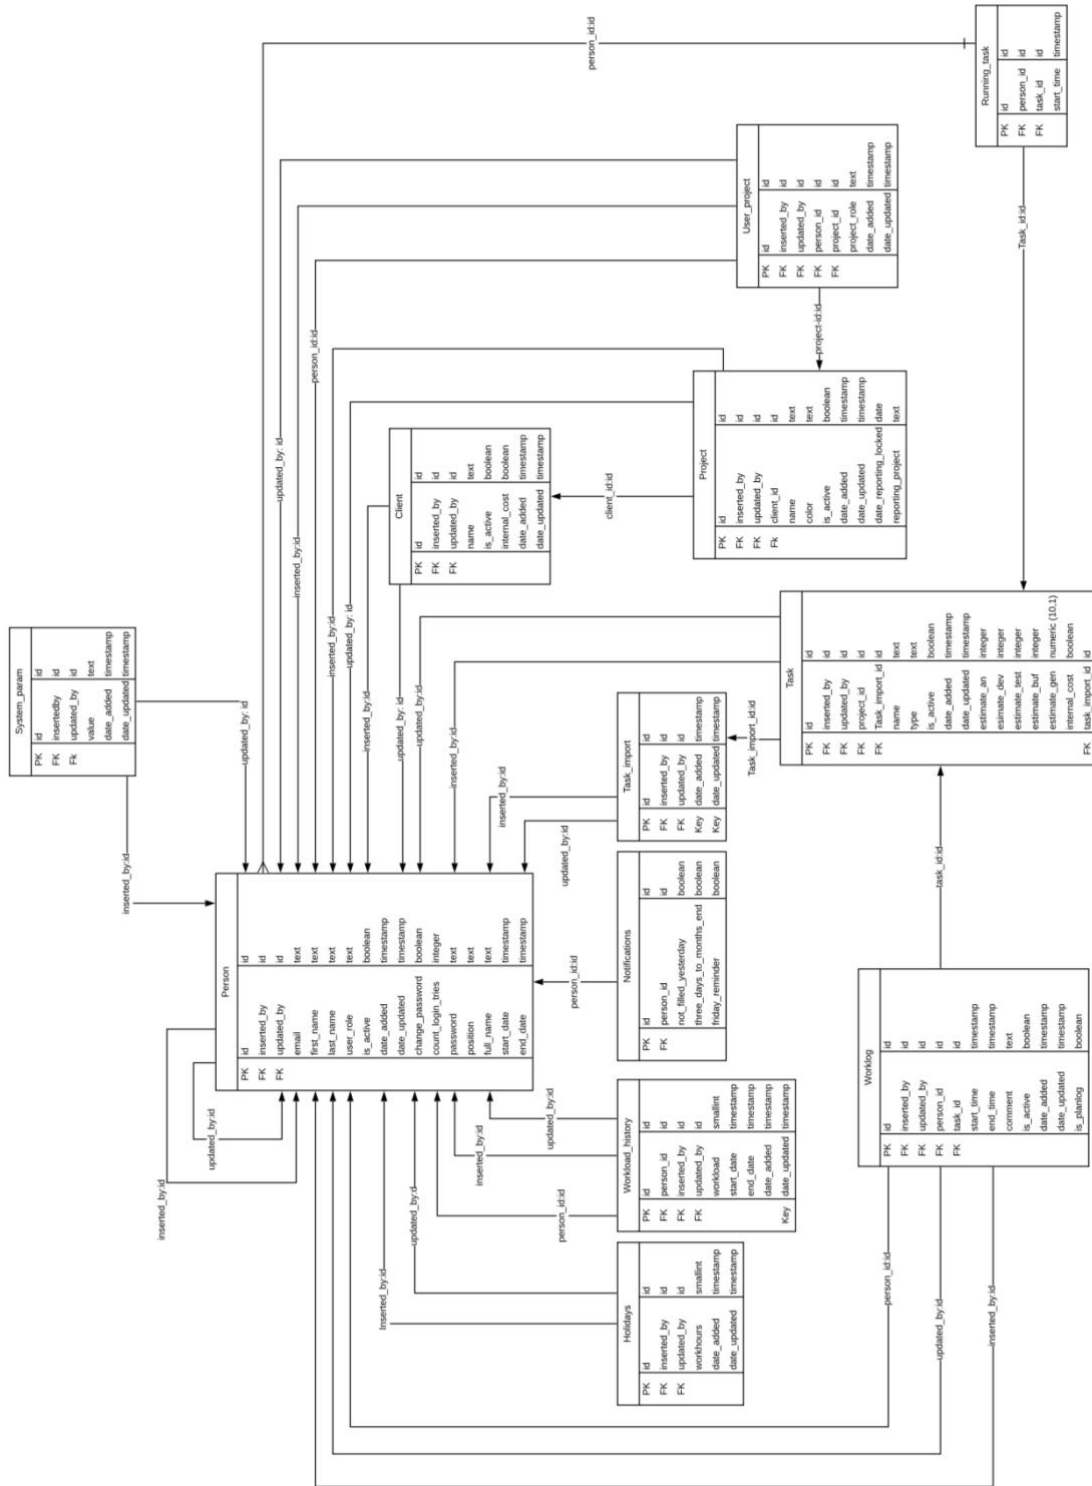 System_param
PK id id
FK insertedby id
Fk updated_by id
value text
date_added timestamp
date_updated timestamp
inserted_by:id
updated_by: id
Person
PK id id
FK inserted_by id
FK updated_by id
email text
first_name text
last_name text
user_role text
is_active boolean
date_added timestamp
date_updated timestamp
change_password boolean
count_login_tries integer
password text
position text
full_name text
start_date timestamp
end_date timestamp
inserted_by:id
updated_by:id
Client
PK id id
FK inserted_by id
FK updated_by id
name text
is_active boolean
internal_cost boolean
date_added timestamp
date_updated timestamp
inserted_by:id
updated_by: id
User_project
PK id id
FK inserted_by id
FK updated_by id
FK person_id id
FK project_id id
project_role text
date_added timestamp
date_updated timestamp
updated_by: id
inserted_by:id
person_id:id
project-id:id
Running_task
PK id id
FK person_id id
FK task_id id
start_time timestamp
person_id:id
Task_id:id
Project
PK id id
FK inserted_by id
FK updated_by id
Fk client_id id
name text
color text
is_active boolean
date_added timestamp
date_updated timestamp
date_reporting_locked date
reporting_project text
inserted_by:id
updated_by: id
client_id:id
Holidays
PK id id
FK inserted_by id
FK updated_by id
workhours smallint
date_added timestamp
date_updated timestamp
Inserted_by:id
updated_by:d
Workload_history
PK id id
FK person_id id
FK inserted_by id
FK updated_by id
workload smallint
start_date timestamp
end_date timestamp
date_added timestamp
Key date_updated timestamp
person_id:id
inserted_by:id
updated_by:id
Notifications
PK id id
FK person_id id
not_filled_yesterday boolean
three_days_to_months_end boolean
friday_reminder boolean
person_id:id
Task_import
PK id id
FK inserted_by id
FK updated_by id
Key date_added timestamp
Key date_updated timestamp
updated_by:id
inserted_by:id
Task_import_id:id
Task
PK id id
FK inserted_by id
FK updated_by id
FK project_id id
FK Task_import_id id
name text
type text
is_active boolean
date_added timestamp
date_updated timestamp
estimate_an integer
esimate_dev integer
estimate_test integer
estimate_buf integer
estimate_gen numeric (10,1)
internal_cost boolean
FK task_import_id id
inserted_by:id
updated_by:id
Worklog
PK id id
FK inserted_by id
FK updated_by id
FK person_id id
FK task_id id
start_time timestamp
end_time timestamp
comment text
is_active boolean
date_added timestamp
date_updated timestamp
is_planlog boolean
task_id:id
person_id:id
updated_by:id
inserted_by:id